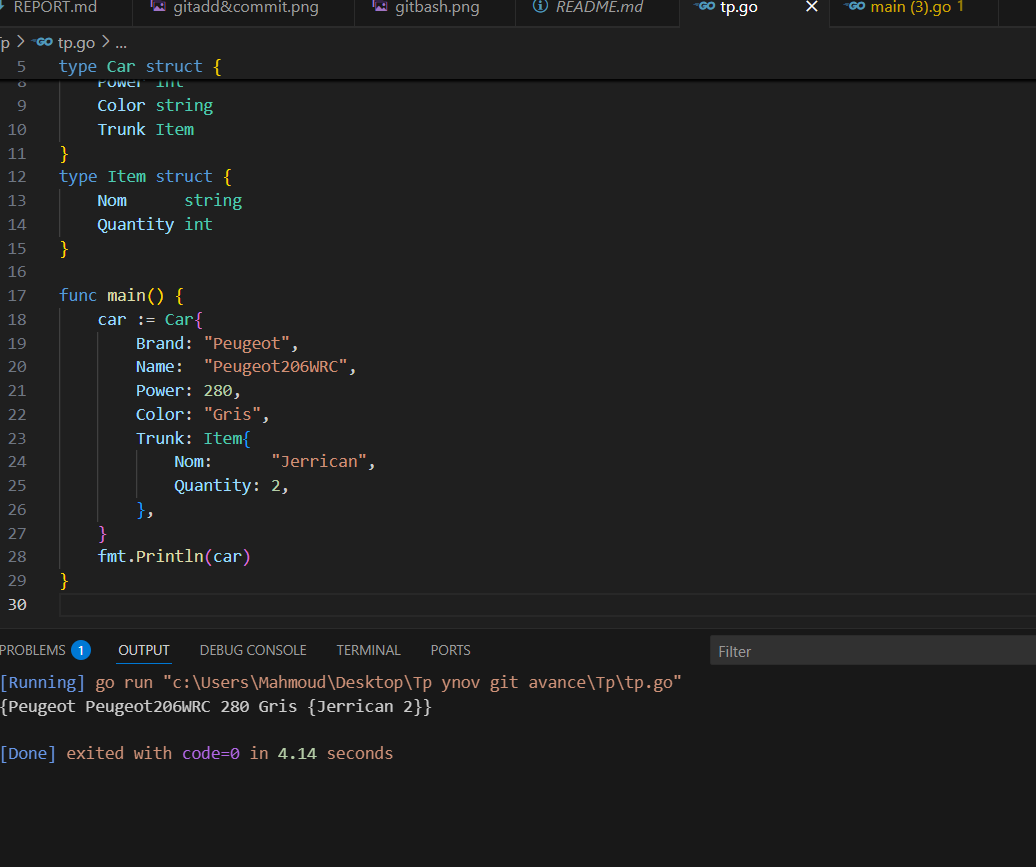 REPORT.md gitadd&commit.png gitbash.png README.md tp.go main (3).go 1
Tp > tp.go > ...
5 type Car struct {
8 Power int
9 Color string
10 Trunk Item
11 }
12 type Item struct {
13 Nom string
14 Quantity int
15 }
16
17 func main() {
18 car := Car{
19 Brand: "Peugeot",
20 Name: "Peugeot206WRC",
21 Power: 280,
22 Color: "Gris",
23 Trunk: Item{
24 Nom: "Jerrican",
25 Quantity: 2,
26 },
27 }
28 fmt.Println(car)
29 }
30
PROBLEMS 1 OUTPUT DEBUG CONSOLE TERMINAL PORTS Filter
[Running] go run "c:\Users\Mahmoud\Desktop\Tp ynov git avance\Tp\tp.go"
{Peugeot Peugeot206WRC 280 Gris {Jerrican 2}}
[Done] exited with code=0 in 4.14 seconds